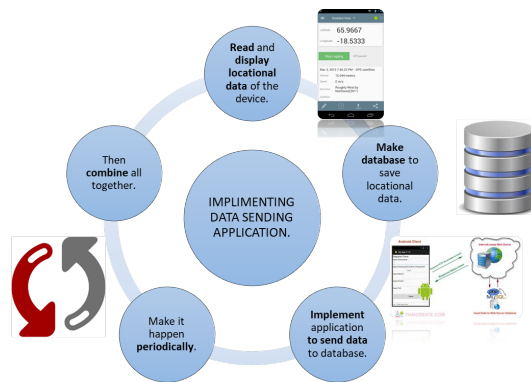 Read and
display
locational
data of the
device.
65.9667
-18.5333
Make
database to
save
locational
data.
Implement
application
to send data
to database.
Make it
happen
periodically.
Then
combine all
together.
IMPLIMENTING
DATA SENDING
APPLICATION.
Android Client
MySQL